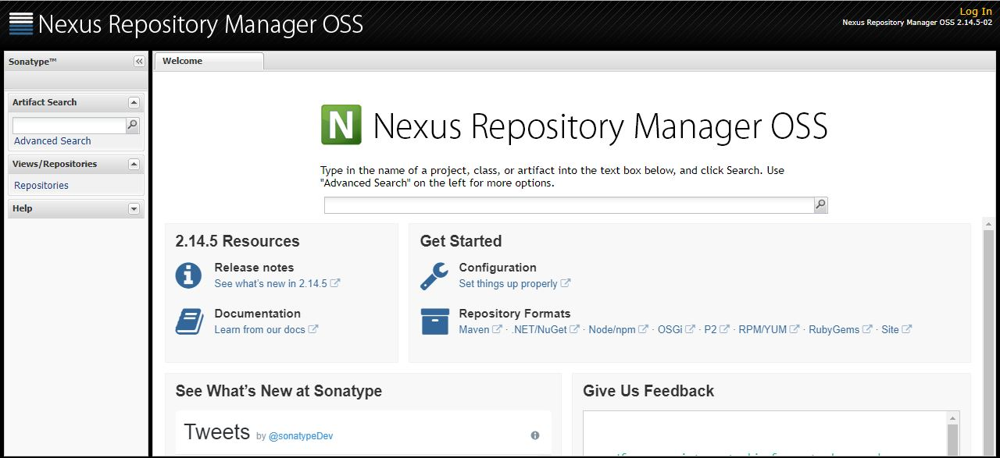 Nexus Repository Manager OSS
Log In
Nexus Repository Manager OSS 2.14.5-02
Sonatype™
Welcome
Artifact Search
Advanced Search
Views/Repositories
Repositories
Help
N Nexus Repository Manager OSS
Type in the name of a project, class, or artifact into the text box below, and click Search. Use
"Advanced Search" on the left for more options.
2.14.5 Resources
Release notes
See what's new in 2.14.5
Documentation
Learn from our docs
Get Started
Configuration
Set things up properly
Repository Formats
Maven · .NET/NuGet · Node/npm · OSGi · P2 · RPM/YUM · RubyGems · Site
See What's New at Sonatype
Tweets by @sonatypeDev
Give Us Feedback